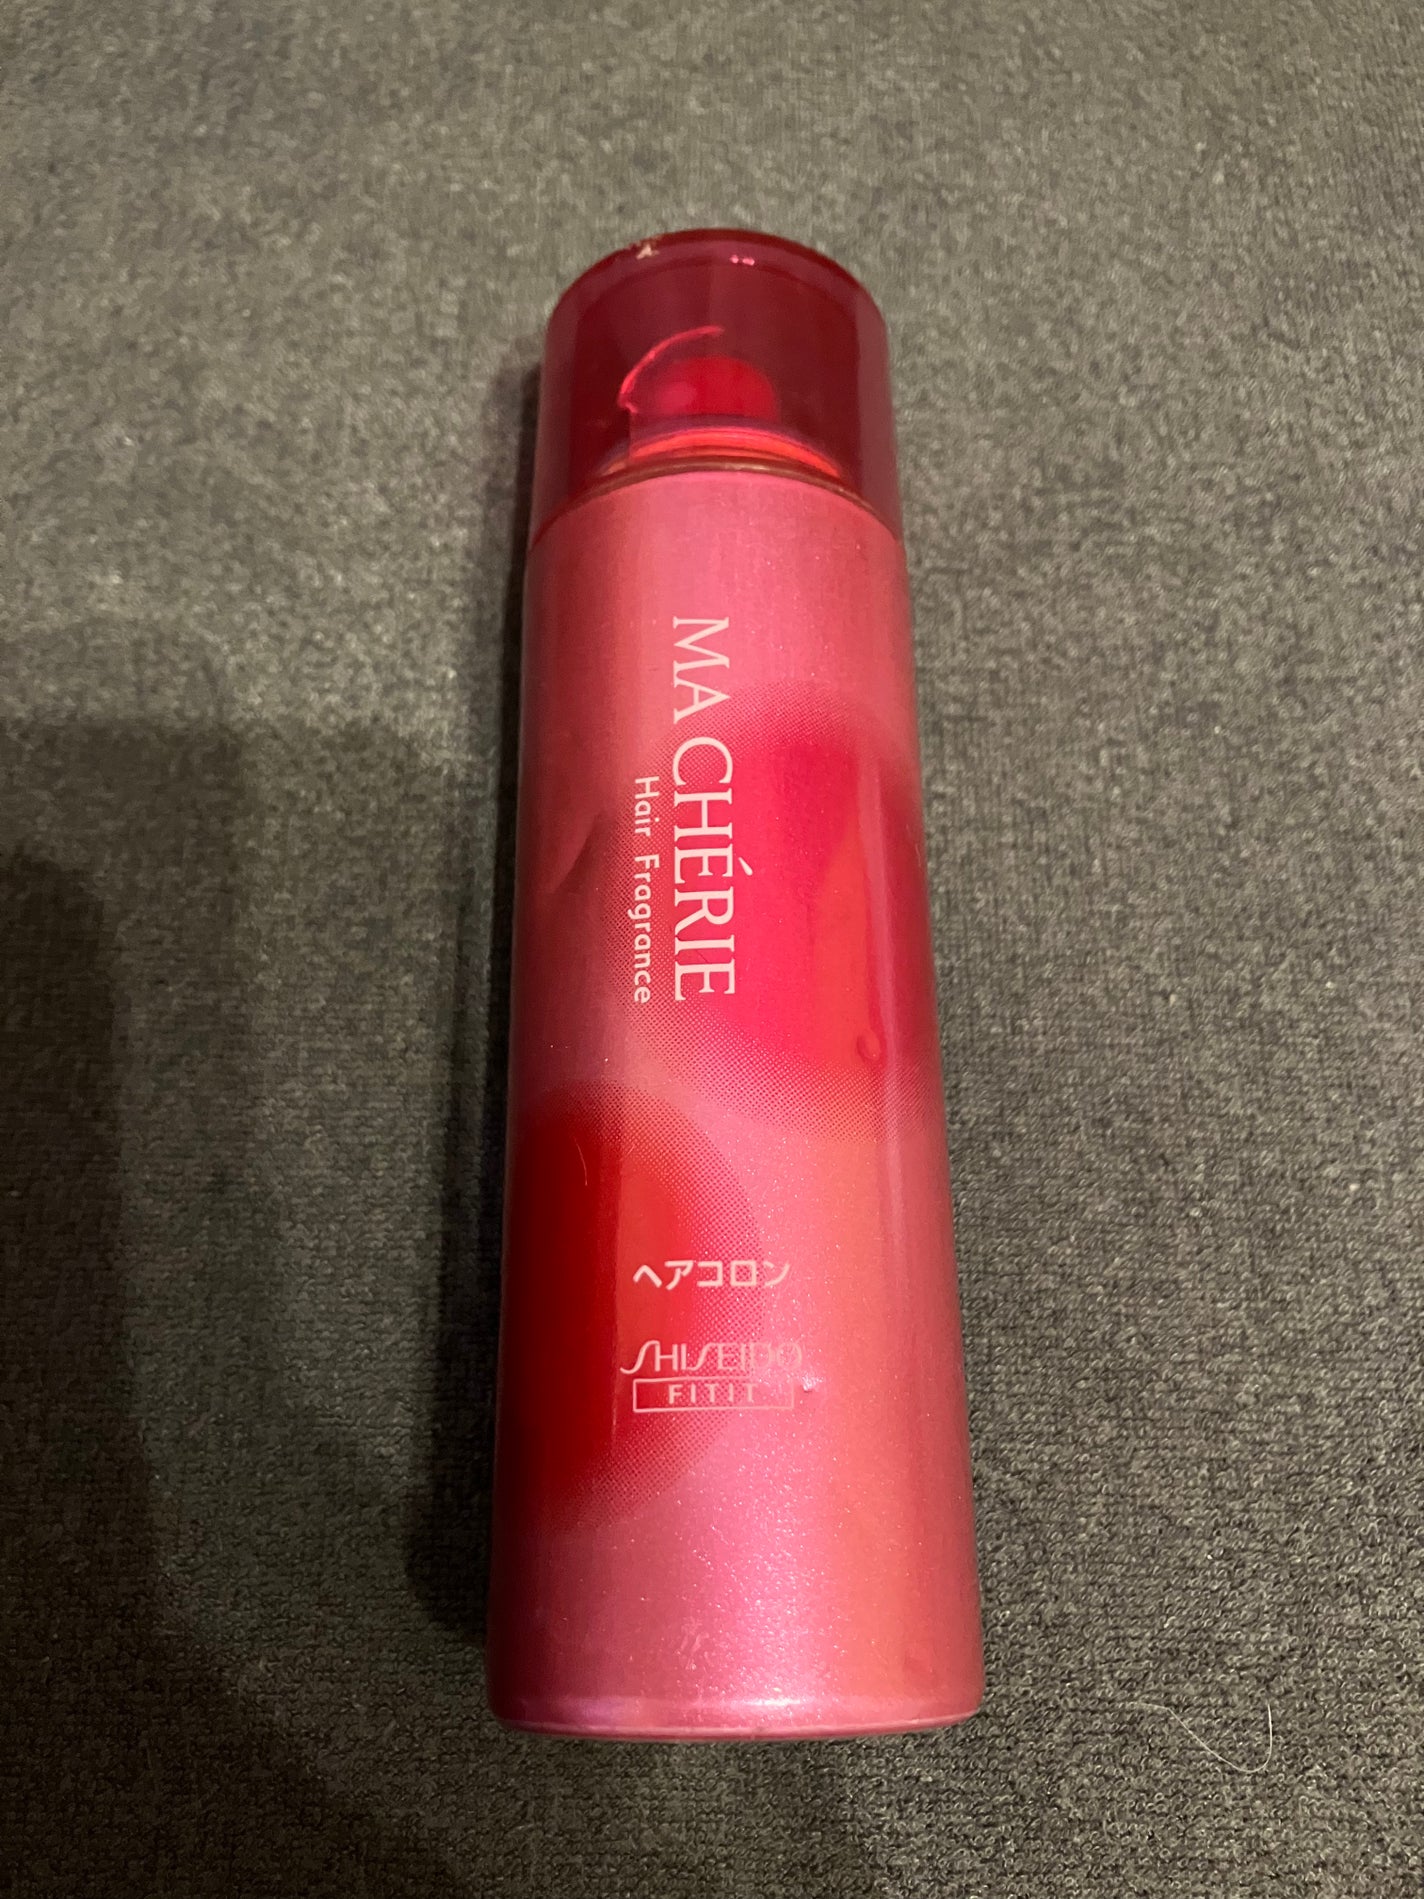 MA CHÉRIE
Hair Fragrance
ヘアコロン
SHISEIDO
FITIT